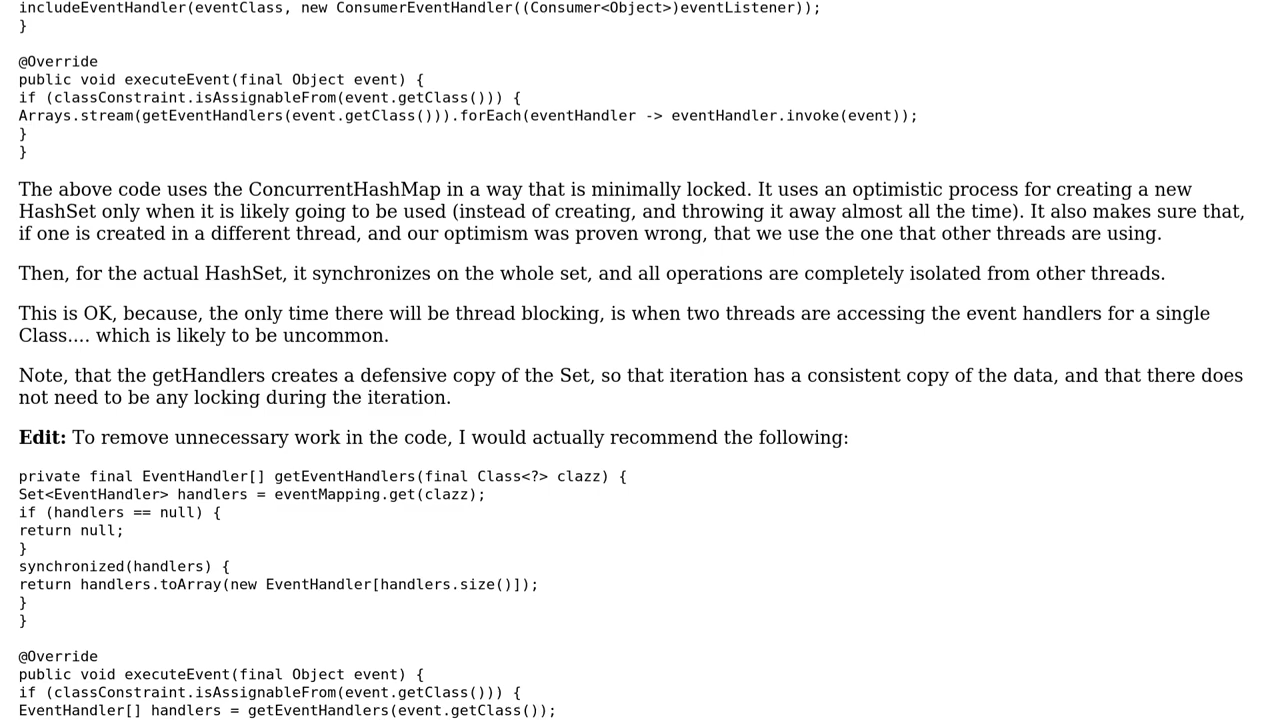 includeEventHandler(eventClass, new ConsumerEventHandler((Consumer<Object>)eventListener));
}
@Override
public void executeEvent(final Object event) {
if (classConstraint.isAssignableFrom(event.getClass())) {
Arrays.stream(getEventHandlers(event.getClass())).forEach(eventHandler -> eventHandler.invoke(event));
}
}
The above code uses the ConcurrentHashMap in a way that is minimally locked. It uses an optimistic process for creating a new
HashSet only when it is likely going to be used (instead of creating, and throwing it away almost all the time). It also makes sure that,
if one is created in a different thread, and our optimism was proven wrong, that we use the one that other threads are using.
Then, for the actual HashSet, it synchronizes on the whole set, and all operations are completely isolated from other threads.
This is OK, because, the only time there will be thread blocking, is when two threads are accessing the event handlers for a single
Class.... which is likely to be uncommon.
Note, that the getHandlers creates a defensive copy of the Set, so that iteration has a consistent copy of the data, and that there does
not need to be any locking during the iteration.
Edit: To remove unnecessary work in the code, I would actually recommend the following:
private final EventHandler[] getEventHandlers(final Class<?> clazz) {
Set<EventHandler> handlers = eventMapping.get(clazz);
if (handlers == null) {
return null;
}
synchronized(handlers) {
return handlers.toArray(new EventHandler[handlers.size()]);
}
}
@Override
public void executeEvent(final Object event) {
if (classConstraint.isAssignableFrom(event.getClass())) {
EventHandler[] handlers = getEventHandlers(event.getClass());